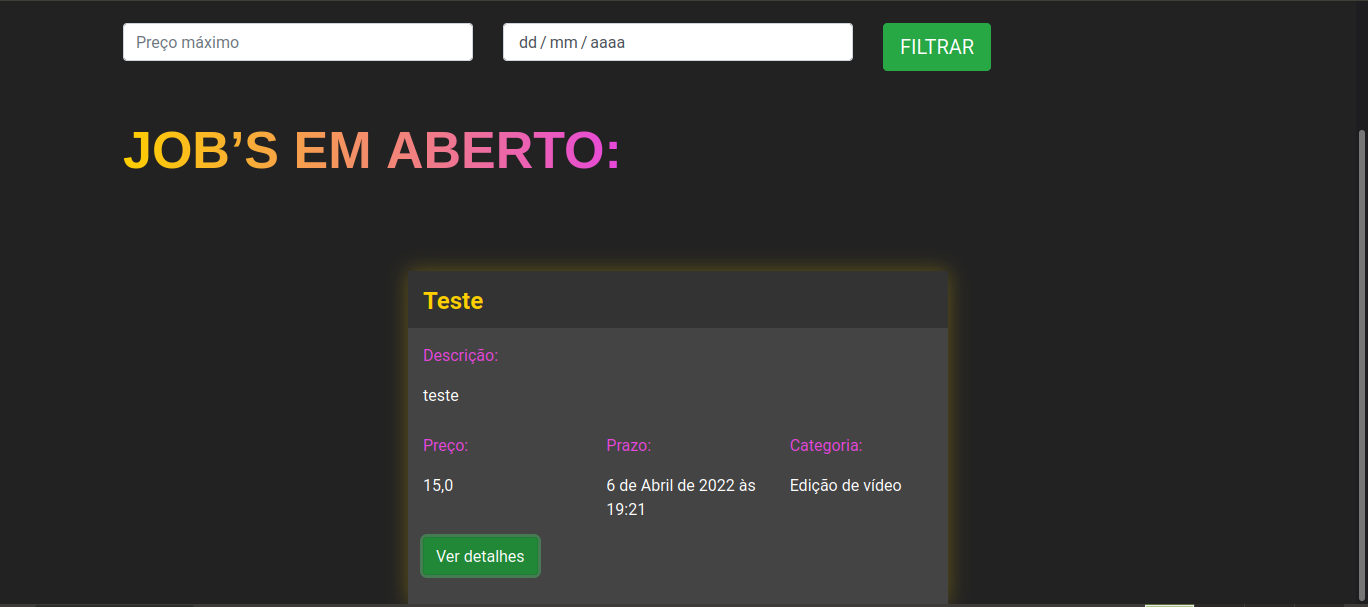 Preço máximo
dd / mm / aaaa
FILTRAR
JOB’S EM ABERTO:
Teste
Descrição:
teste
Preço:
Prazo:
Categoria:
15,0
6 de Abril de 2022 às
19:21
Edição de vídeo
Ver detalhes